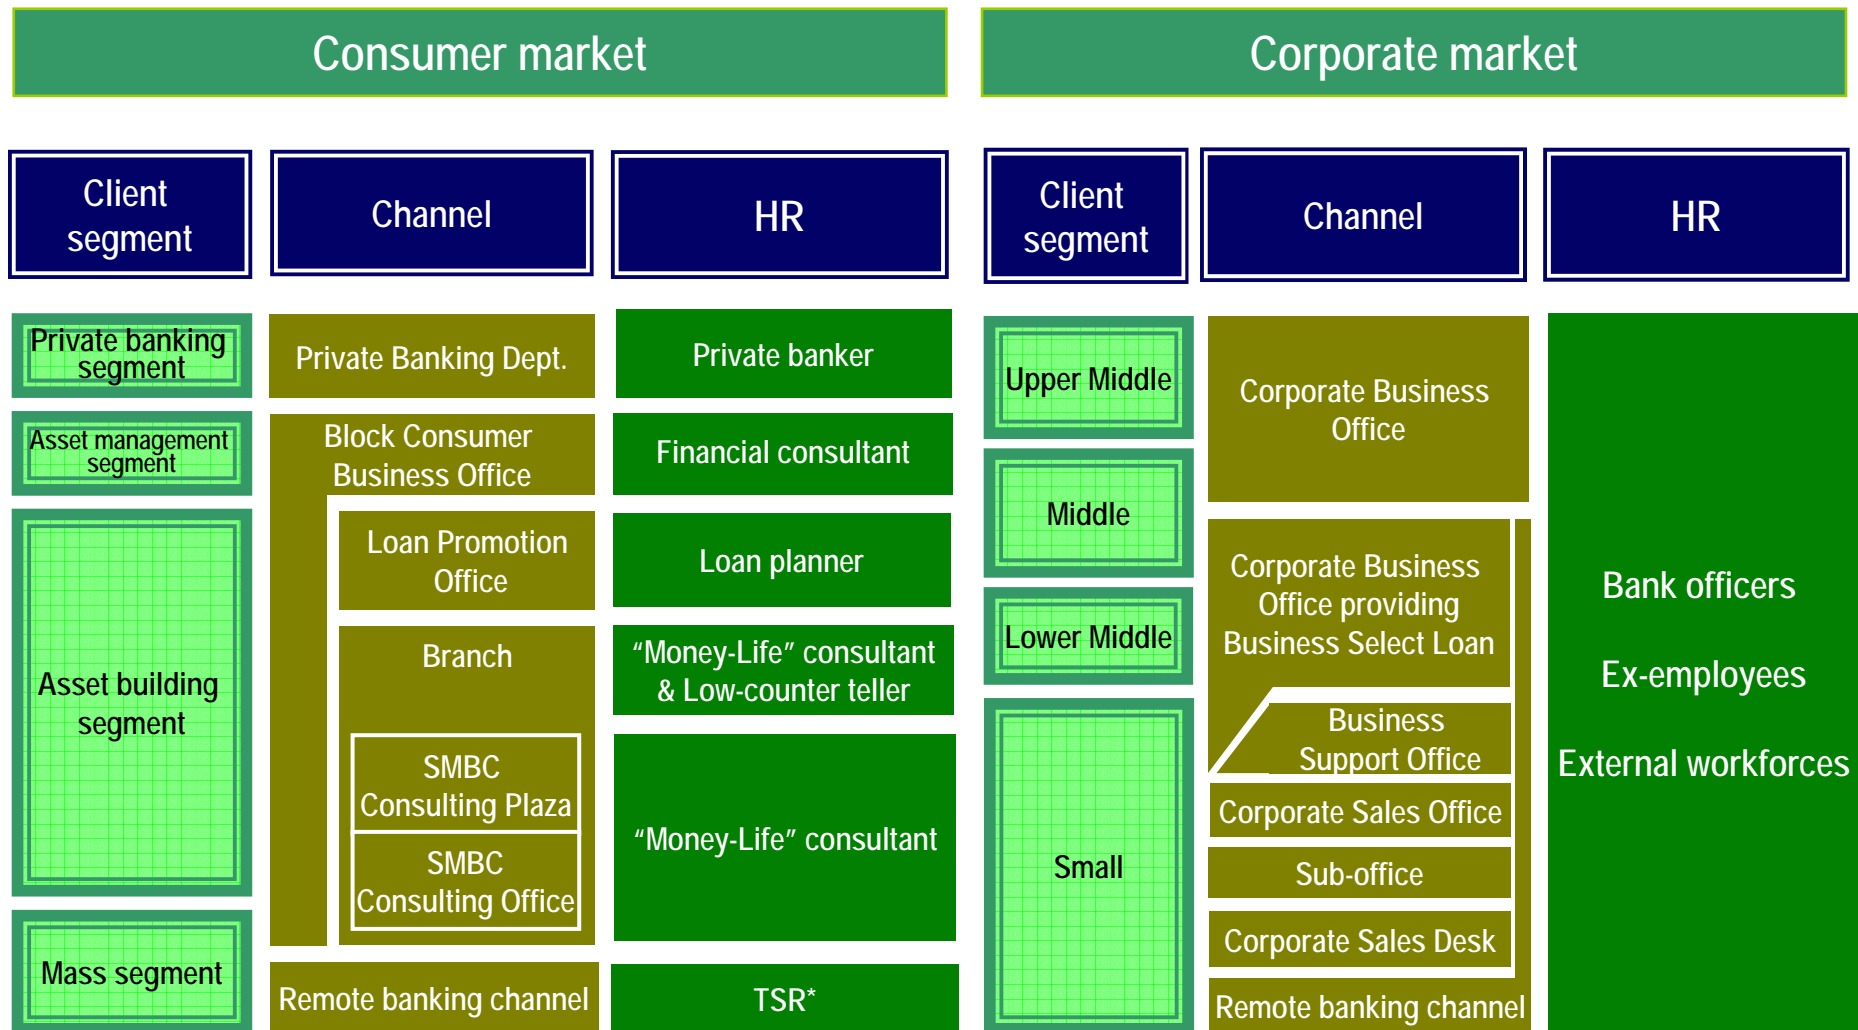 Consumer market
Client
segment
Channel
HR
Private banking
segment
Private Banking Dept.
Private banker
Asset management
segment
Block Consumer
Business Office
Financial consultant
Asset building
segment
Loan Promotion
Office
Loan planner
Branch
“Money-Life” consultant
& Low-counter teller
SMBC
Consulting Plaza
SMBC
Consulting Office
“Money-Life” consultant
Mass segment
Remote banking channel
TSR*
Corporate market
Client
segment
Channel
HR
Upper Middle
Middle
Lower Middle
Small
Corporate Business
Office
Corporate Business
Office providing
Business Select Loan
Business
Support Office
Corporate Sales Office
Sub-office
Corporate Sales Desk
Remote banking channel
Bank officers
Ex-employees
External workforces